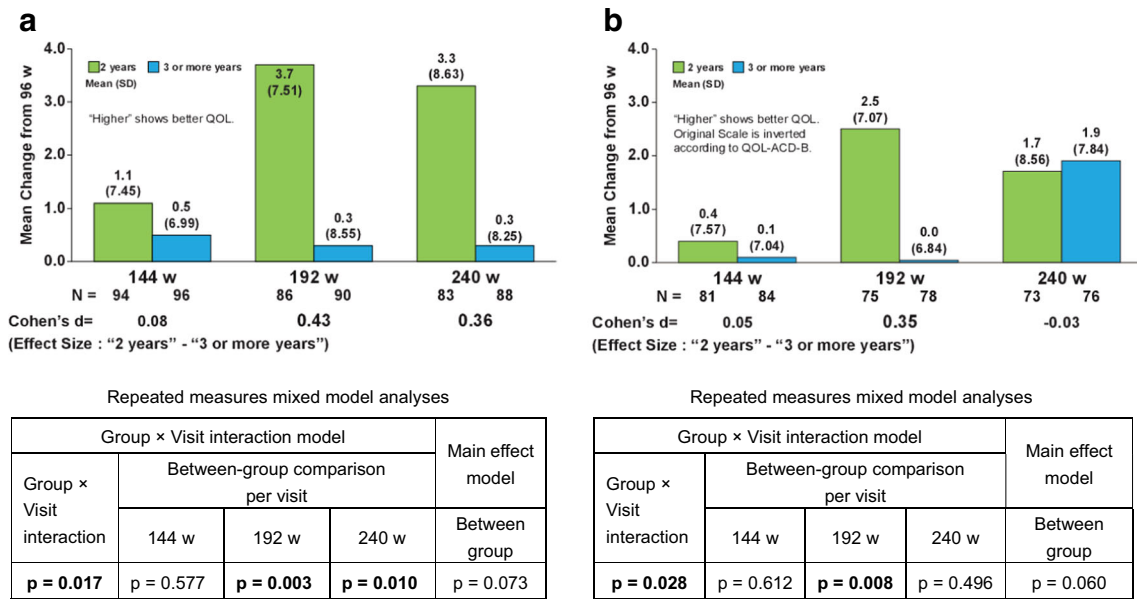 a
Mean Change from 96 w
4.0
3.0
2.0
1.0
0.0
2 years 3 or more years
Mean (SD)
“Higher” shows better QOL.
1.1
(7.45)
0.5
(6.99)
3.7
(7.51)
0.3
(8.55)
3.3
(8.63)
0.3
(8.25)
144 w 192 w 240 w
N = 94 96 86 90 83 88
Cohen’s d= 0.08 0.43 0.36
(Effect Size : “2 years” - “3 or more years”)
Repeated measures mixed model analyses
Group × Visit interaction model
Main effect
model
Group ×
Visit
interaction
Between-group comparison
per visit
144 w 192 w 240 w
Between
group
p = 0.017 p = 0.577 p = 0.003 p = 0.010 p = 0.073
b
Mean Change from 96 w
4.0
3.0
2.0
1.0
0.0
2 years 3 or more years
Mean (SD)
“Higher” shows better QOL.
Original Scale is inverted
according to QOL-ACD-B.
0.4
(7.57)
0.1
(7.04)
2.5
(7.07)
0.0
(6.84)
1.7
(8.56)
1.9
(7.84)
144 w 192 w 240 w
N = 81 84 75 78 73 76
Cohen’s d= 0.05 0.35 -0.03
(Effect Size : “2 years” - “3 or more years”)
Repeated measures mixed model analyses
Group × Visit interaction model
Main effect
model
Group ×
Visit
interaction
Between-group comparison
per visit
144 w 192 w 240 w
Between
group
p = 0.028 p = 0.612 p = 0.008 p = 0.496 p = 0.060